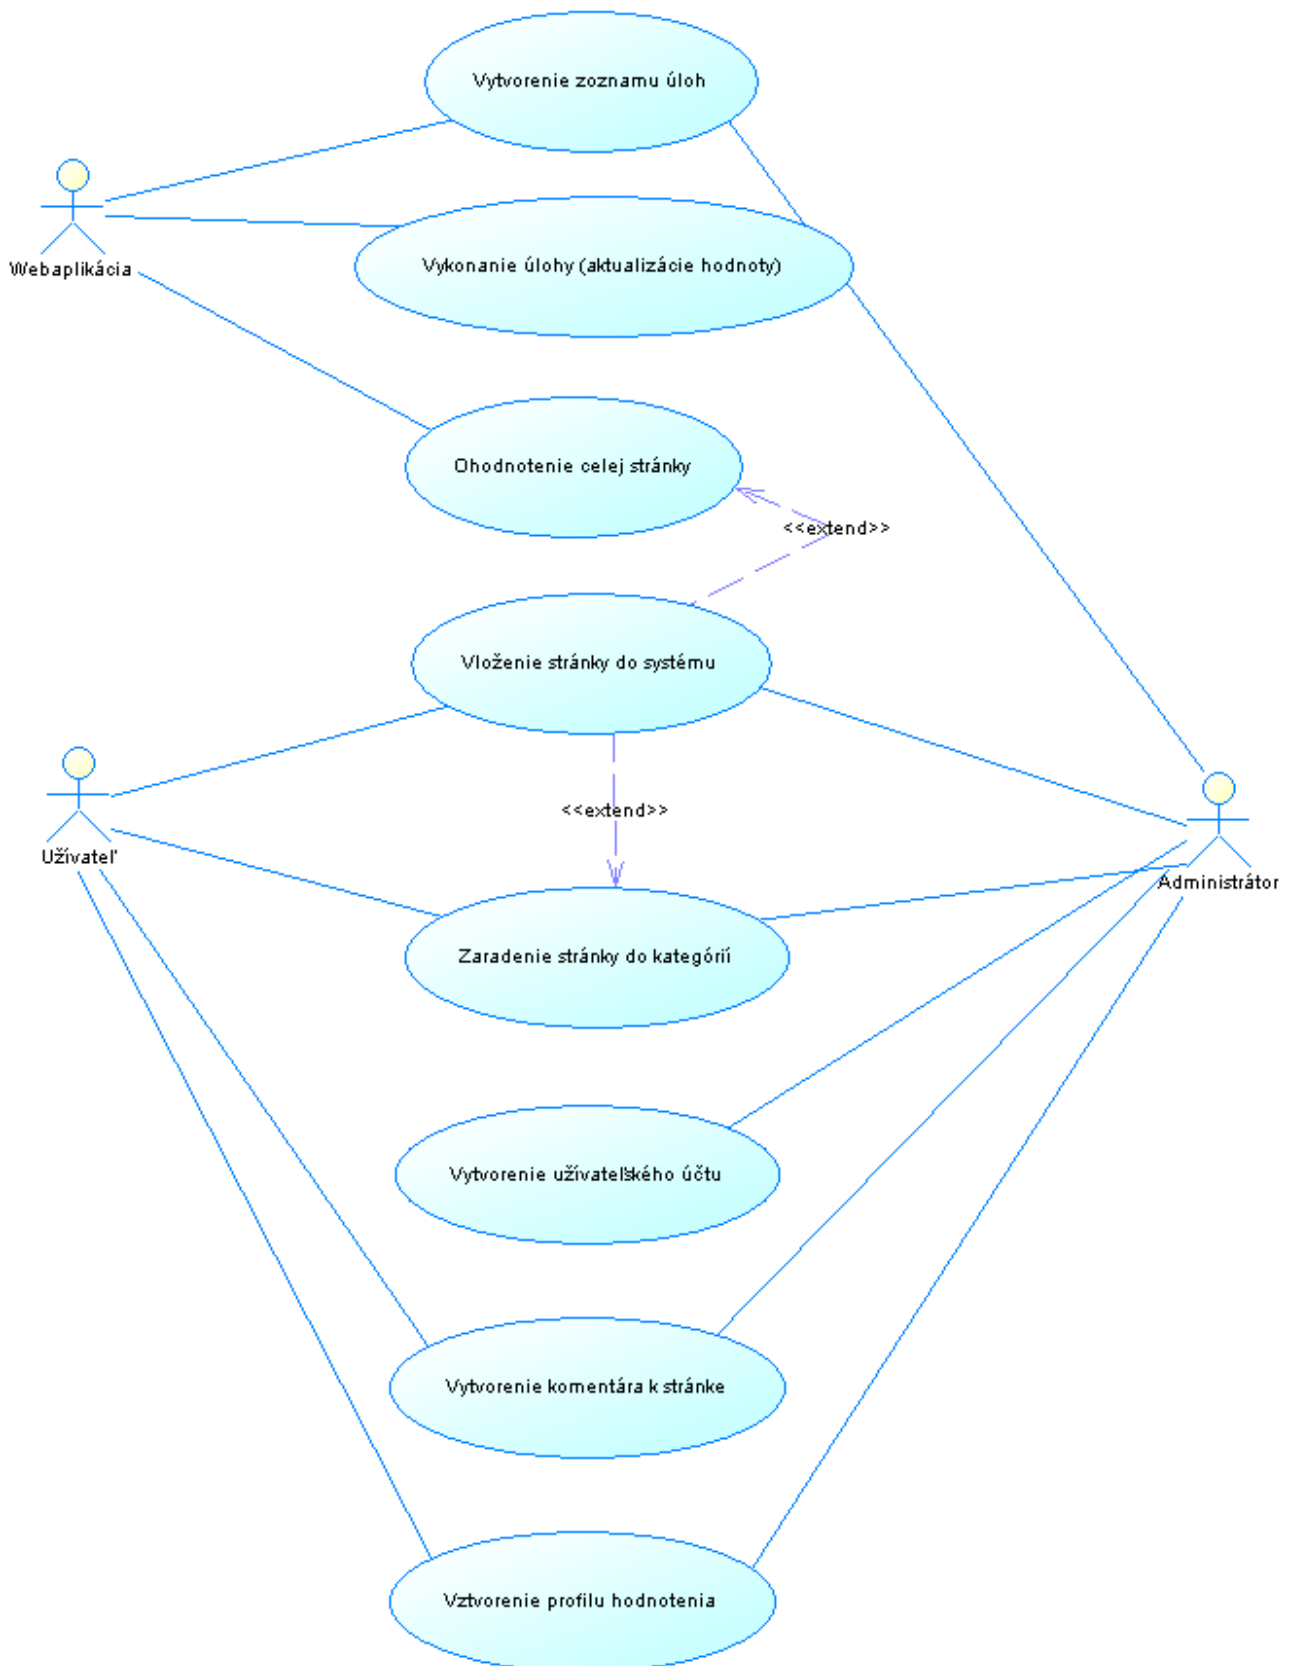 Vytvorenie zoznamu úloh
Webaplikácia
Vykonanie úlohy (aktualizácie hodnoty)
Ohodnotenie celej stránky
<<extend>>
Vloženie stránky do systému
Užívateľ
<<extend>>
Administrátor
Zaradenie stránky do kategórií
Vytvorenie užívateľského účtu
Vytvorenie komentára k stránke
Vztvorenie profilu hodnotenia